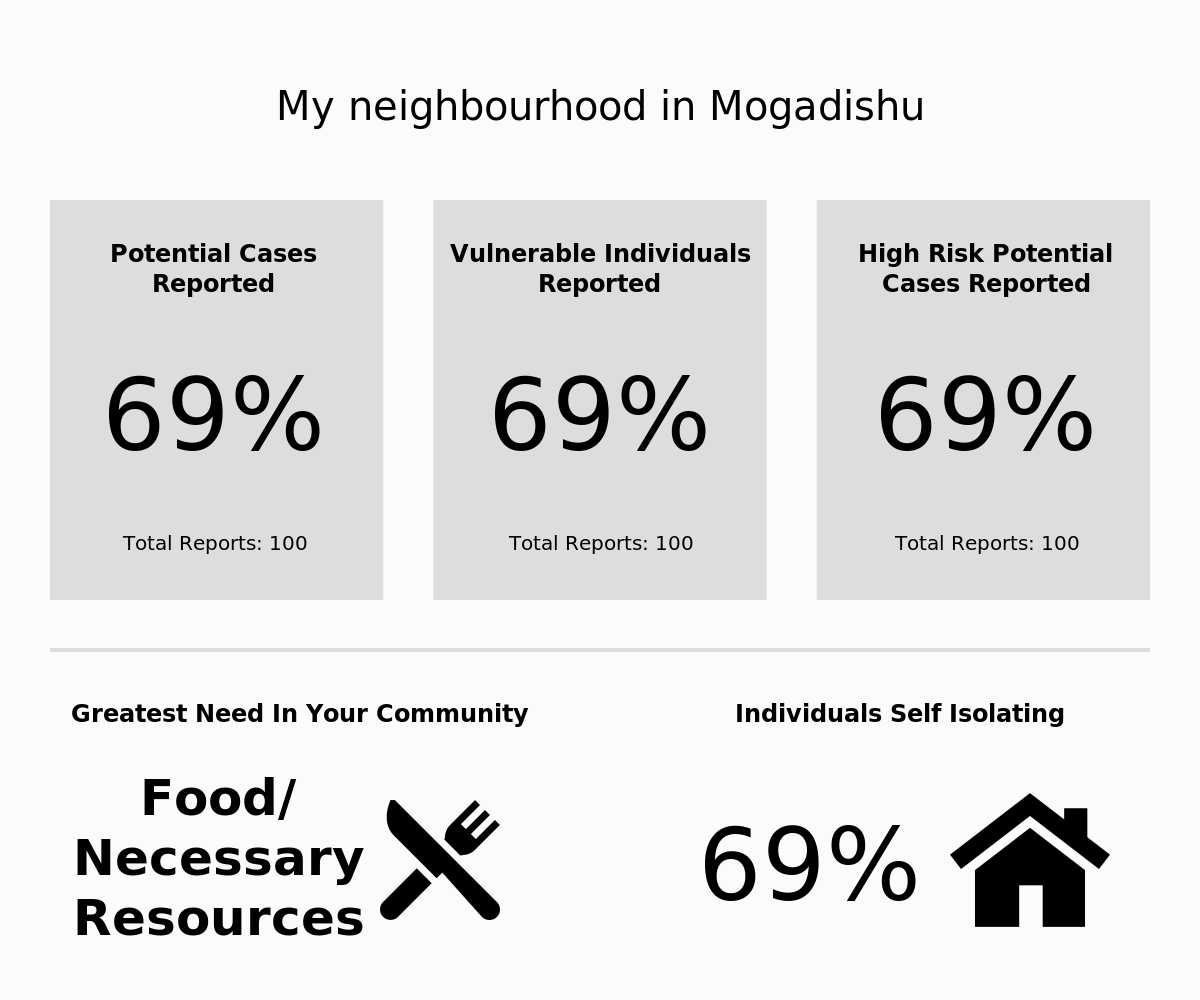 My neighbourhood in Mogadishu
Potential Cases
Reported
69%
Total Reports: 100
Vulnerable Individuals
Reported
69%
Total Reports: 100
High Risk Potential
Cases Reported
69%
Total Reports: 100
Greatest Need In Your Community
Food/
Necessary
Resources
Individuals Self Isolating
69%